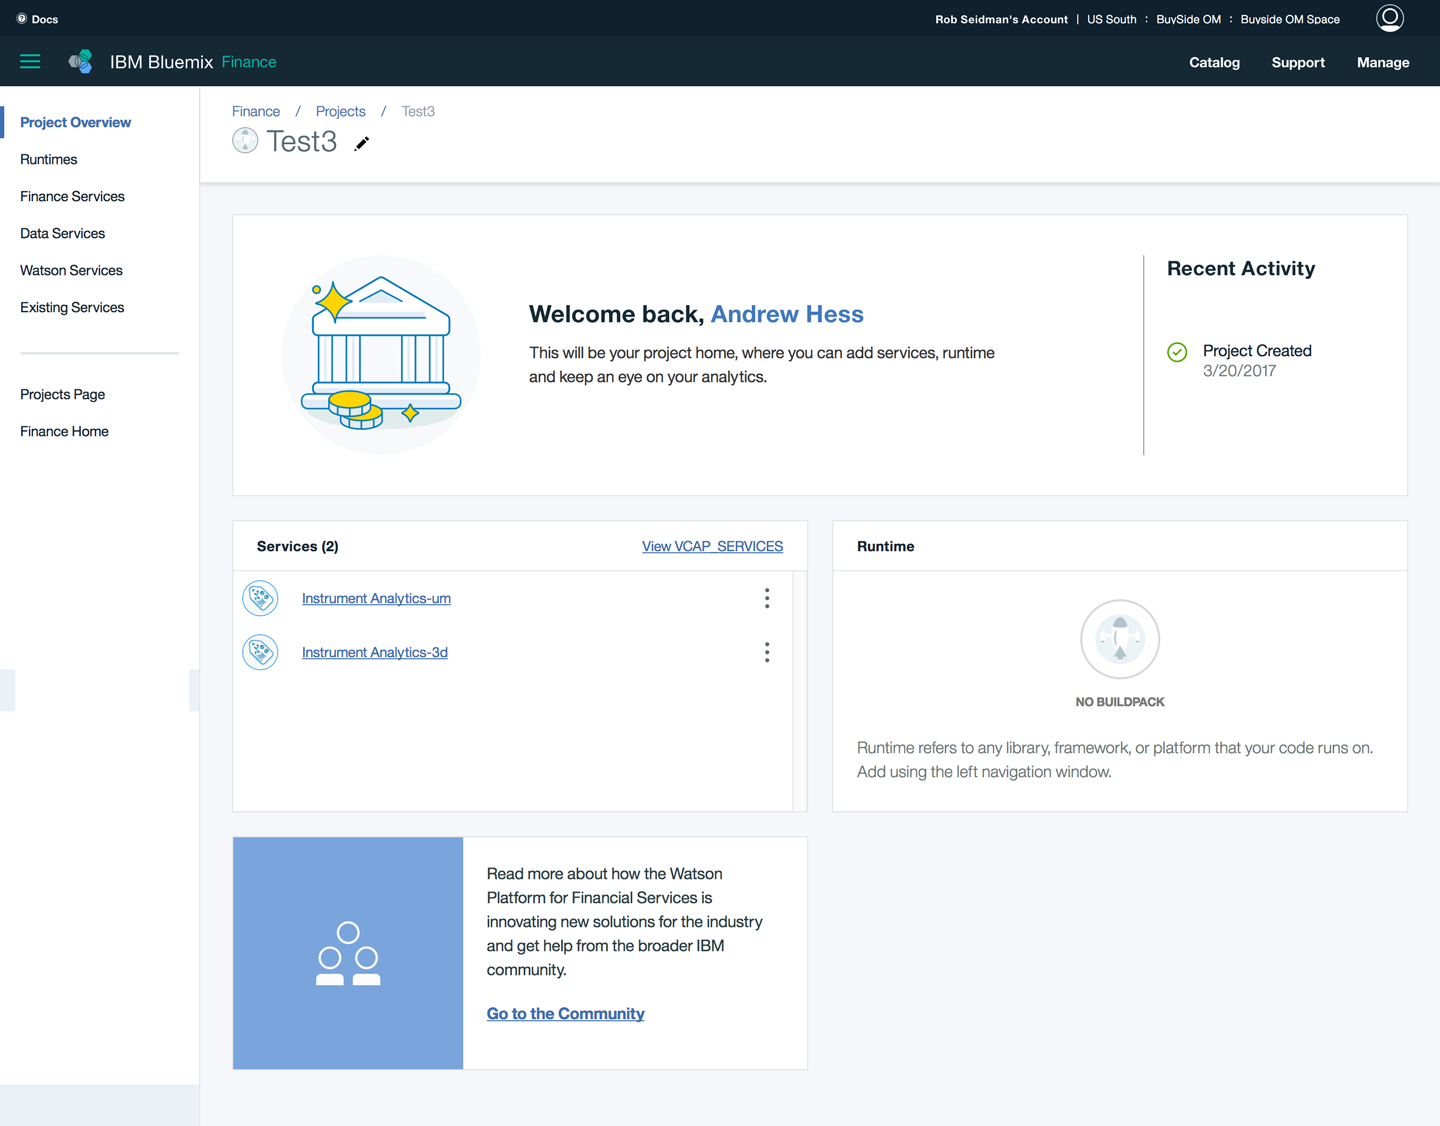 Docs
Rob Seidman's Account | US South : BuySide OM : Buyside OM Space
IBM Bluemix Finance
Catalog Support Manage
Project Overview
Runtimes
Finance Services
Data Services
Watson Services
Existing Services
Projects Page
Finance Home
Finance / Projects / Test3
Test3
Welcome back, Andrew Hess
This will be your project home, where you can add services, runtime
and keep an eye on your analytics.
Recent Activity
Project Created
3/20/2017
Services (2) View VCAP_SERVICES
Instrument Analytics-um
Instrument Analytics-3d
Runtime
NO BUILDPACK
Runtime refers to any library, framework, or platform that your code runs on.
Add using the left navigation window.
Read more about how the Watson
Platform for Financial Services is
innovating new solutions for the industry
and get help from the broader IBM
community.
Go to the Community